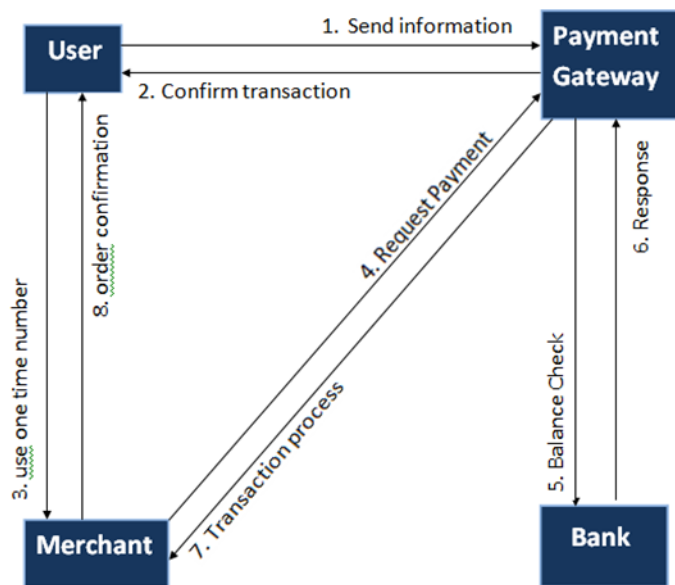 User
1. Send information
Payment
Gateway
2. Confirm transaction
3. use one time number
8. order confirmation
4. Request Payment
7. Transaction process
5. Balance Check
6. Response
Merchant
Bank